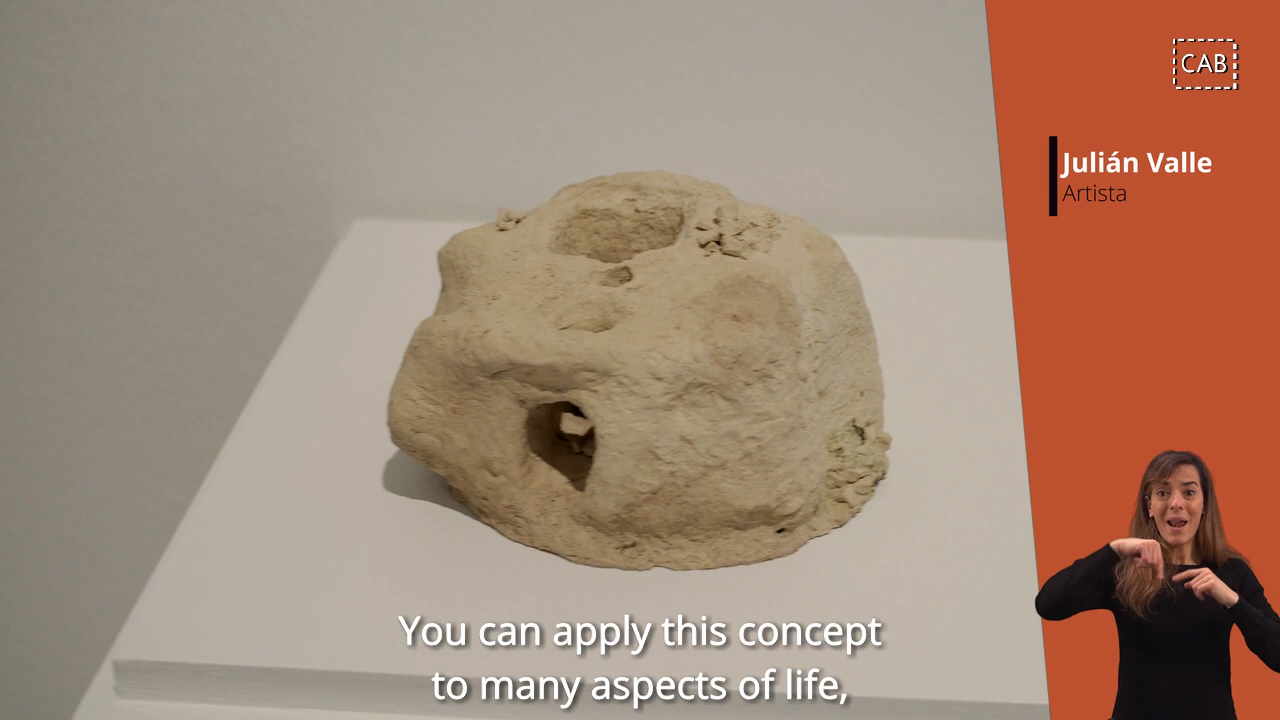 CAB
Julián Valle
Artista
You can apply this concept
to many aspects of life,